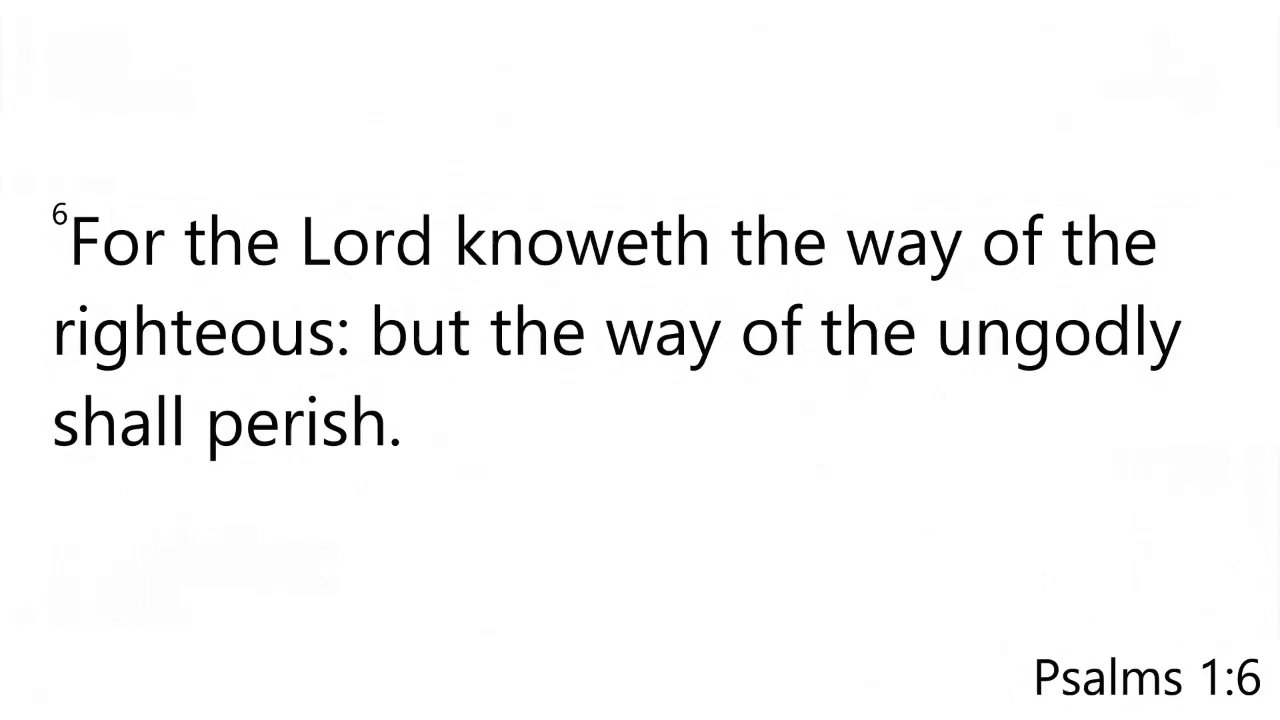 ⁶For the Lord knoweth the way of the
righteous: but the way of the ungodly
shall perish.
Psalms 1:6